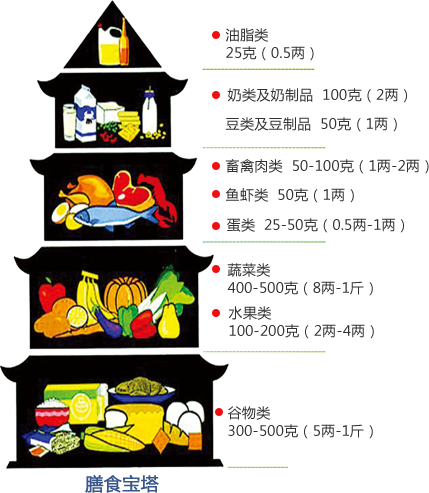 油脂类
25克（0.5两）
奶类及奶制品 100克（2两）
豆类及豆制品 50克（1两）
畜禽肉类 50-100克（1两-2两）
鱼虾类 50克（1两）
蛋类 25-50克（0.5两-1两）
蔬菜类
400-500克（8两-1斤）
水果类
100-200克（2两-4两）
谷物类
300-500克（5两-1斤）
膳食宝塔